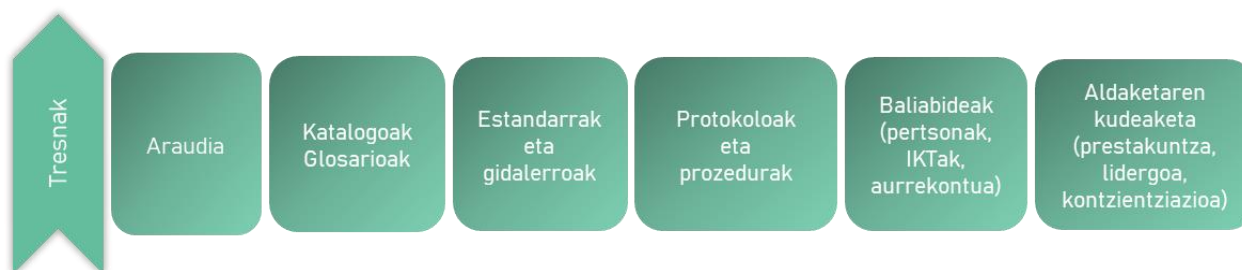 Tresnak
Araudia
Katalogoak
Glosarioak
Estandarrak
eta
gidalerroak
Protokoloak
eta
prozedurak
Baliabideak
(pertsonak,
IKTak,
aurrekontua)
Aldaketaren
kudeaketa
(prestakuntza,
lidergoa,
kontzientziazioa)